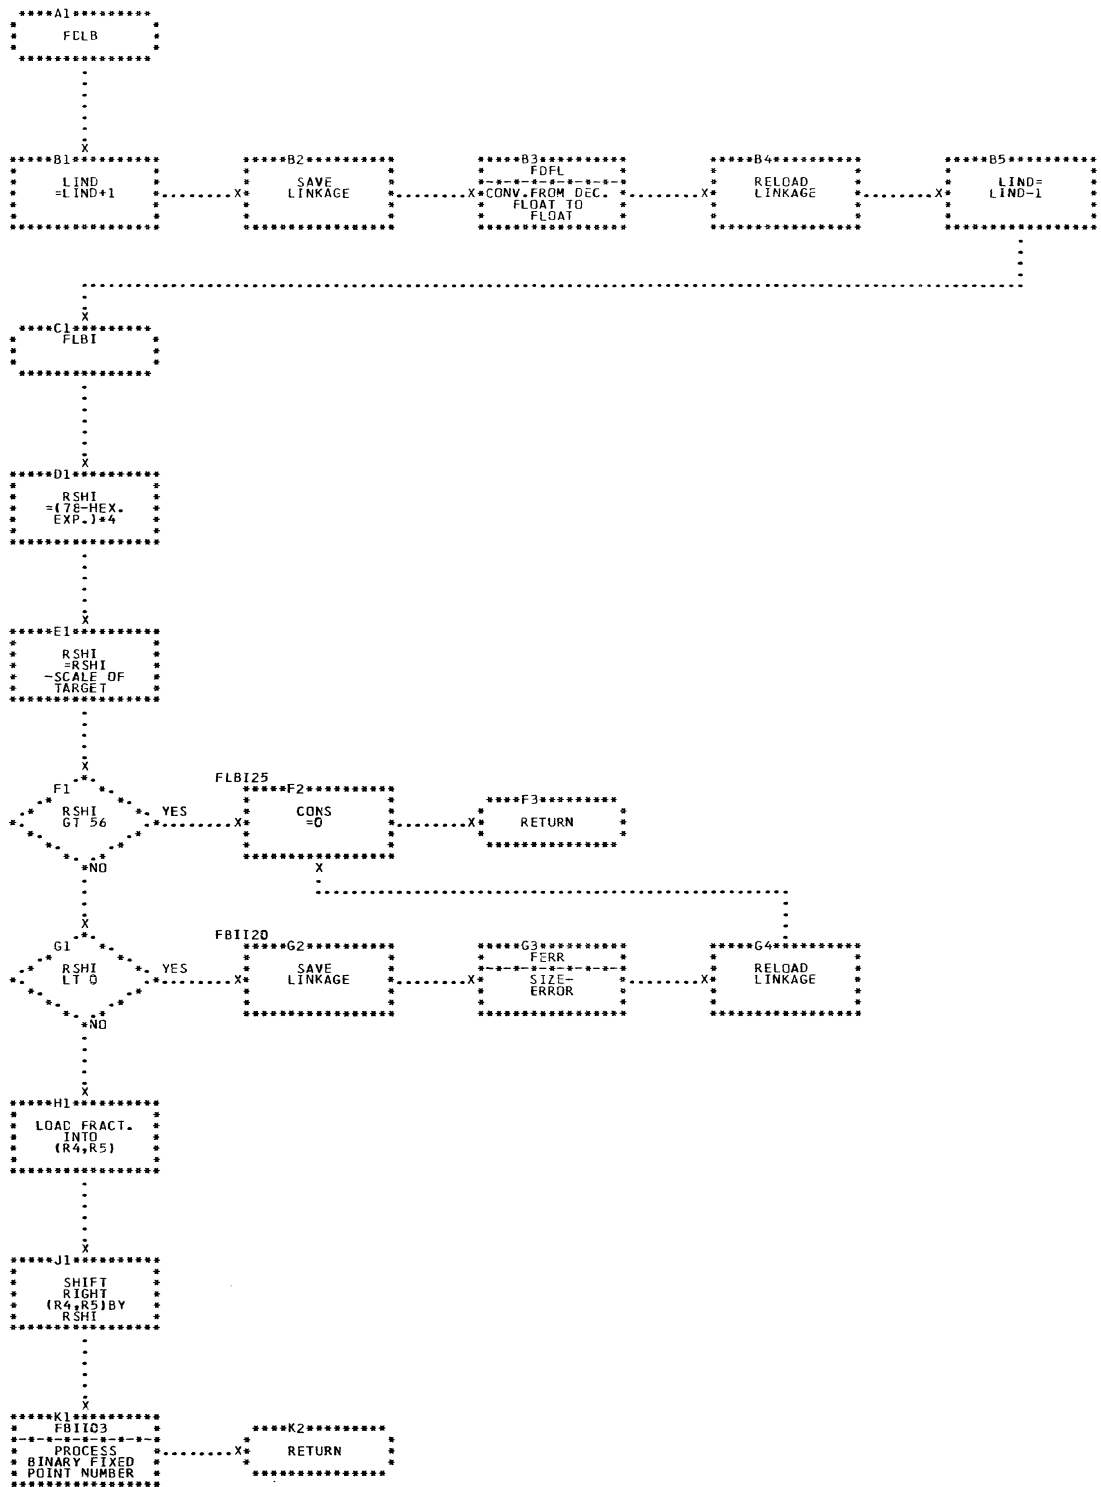 A1
FDLB
B1
LIND
=LIND+1
B2
SAVE
LINKAGE
B3
FDFL
CONV.FROM DEC.
FLOAT TO
FLOAT
B4
RELOAD
LINKAGE
B5
LIND=
LIND-1
C1
FLBI
D1
RSHI
=(78-HEX.
EXP.)*4
E1
RSHI
=RSHI
-SCALE OF
TARGET
F1
RSHI
GT 56
YES
NO
FLBI25
F2
CONS
=0
F3
RETURN
G1
RSHI
LT 0
YES
NO
FBII20
G2
SAVE
LINKAGE
G3
FERR
SIZE-
ERROR
G4
RELOAD
LINKAGE
H1
LOAD FRACT.
INTO
(R4,R5)
J1
SHIFT
RIGHT
(R4,R5)BY
RSHI
K1
FBII03
PROCESS
BINARY FIXED
POINT NUMBER
K2
RETURN